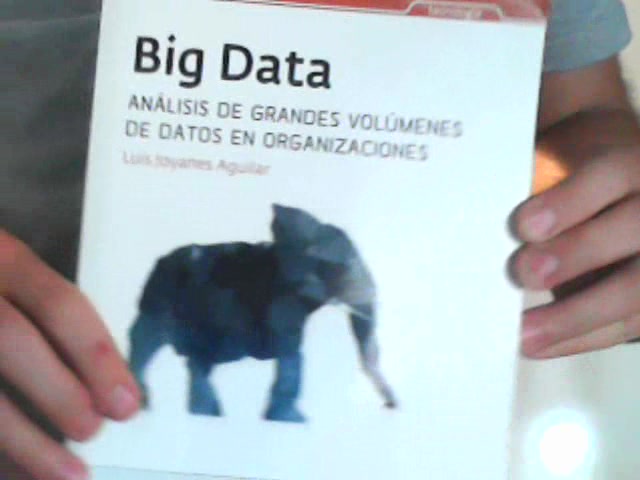 Big Data
ANÁLISIS DE GRANDES VOLÚMENES
DE DATOS EN ORGANIZACIONES
Luis Joyanes Aguilar